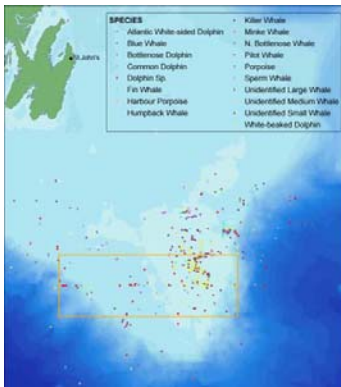 SPECIES
Atlantic White-sided Dolphin
Blue Whale
Bottlenose Dolphin
Common Dolphin
Dolphin Sp.
Fin Whale
Harbour Porpoise
Humpback Whale
Killer Whale
Minke Whale
N. Bottlenose Whale
Pilot Whale
Porpoise
Sperm Whale
Unidentified Large Whale
Unidentified Medium Whale
Unidentified Small Whale
White-beaked Dolphin
St.John's